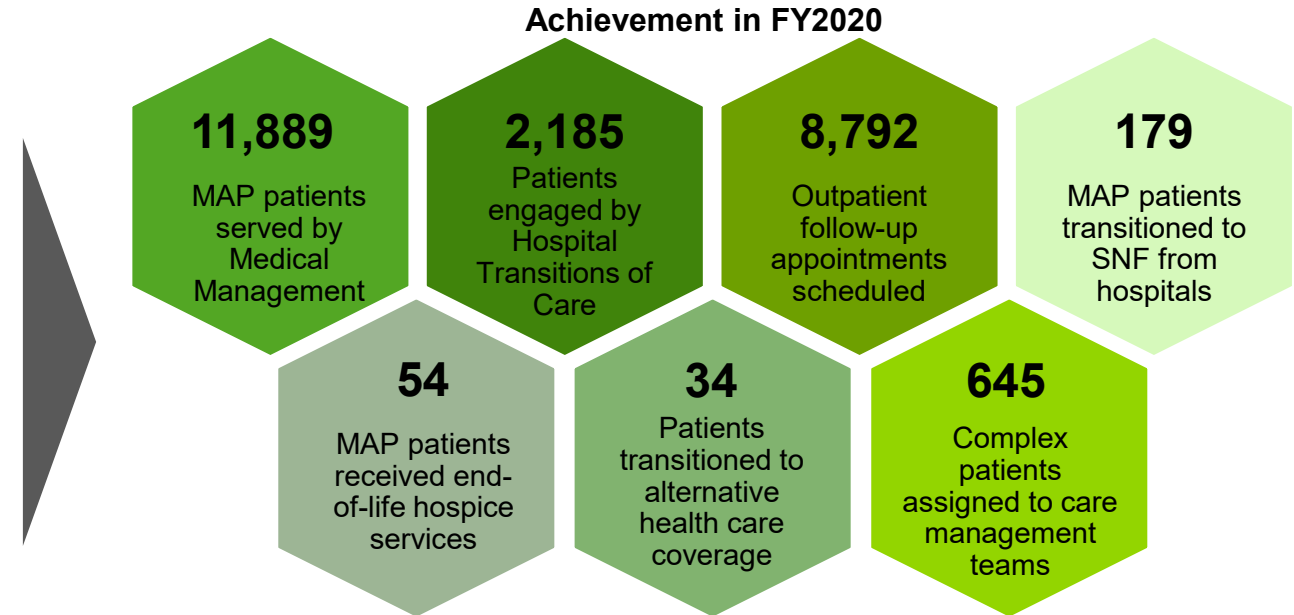 Achievement in FY2020
11,889
MAP patients
served by
Medical
Management
2,185
Patients
engaged by
Hospital
Transitions of
Care
8,792
Outpatient
follow-up
appointments
scheduled
179
MAP patients
transitioned to
SNF from
hospitals
54
MAP patients
received end-
of-life hospice
services
34
Patients
transitioned to
alternative
health care
coverage
645
Complex
patients
assigned to care
management
teams